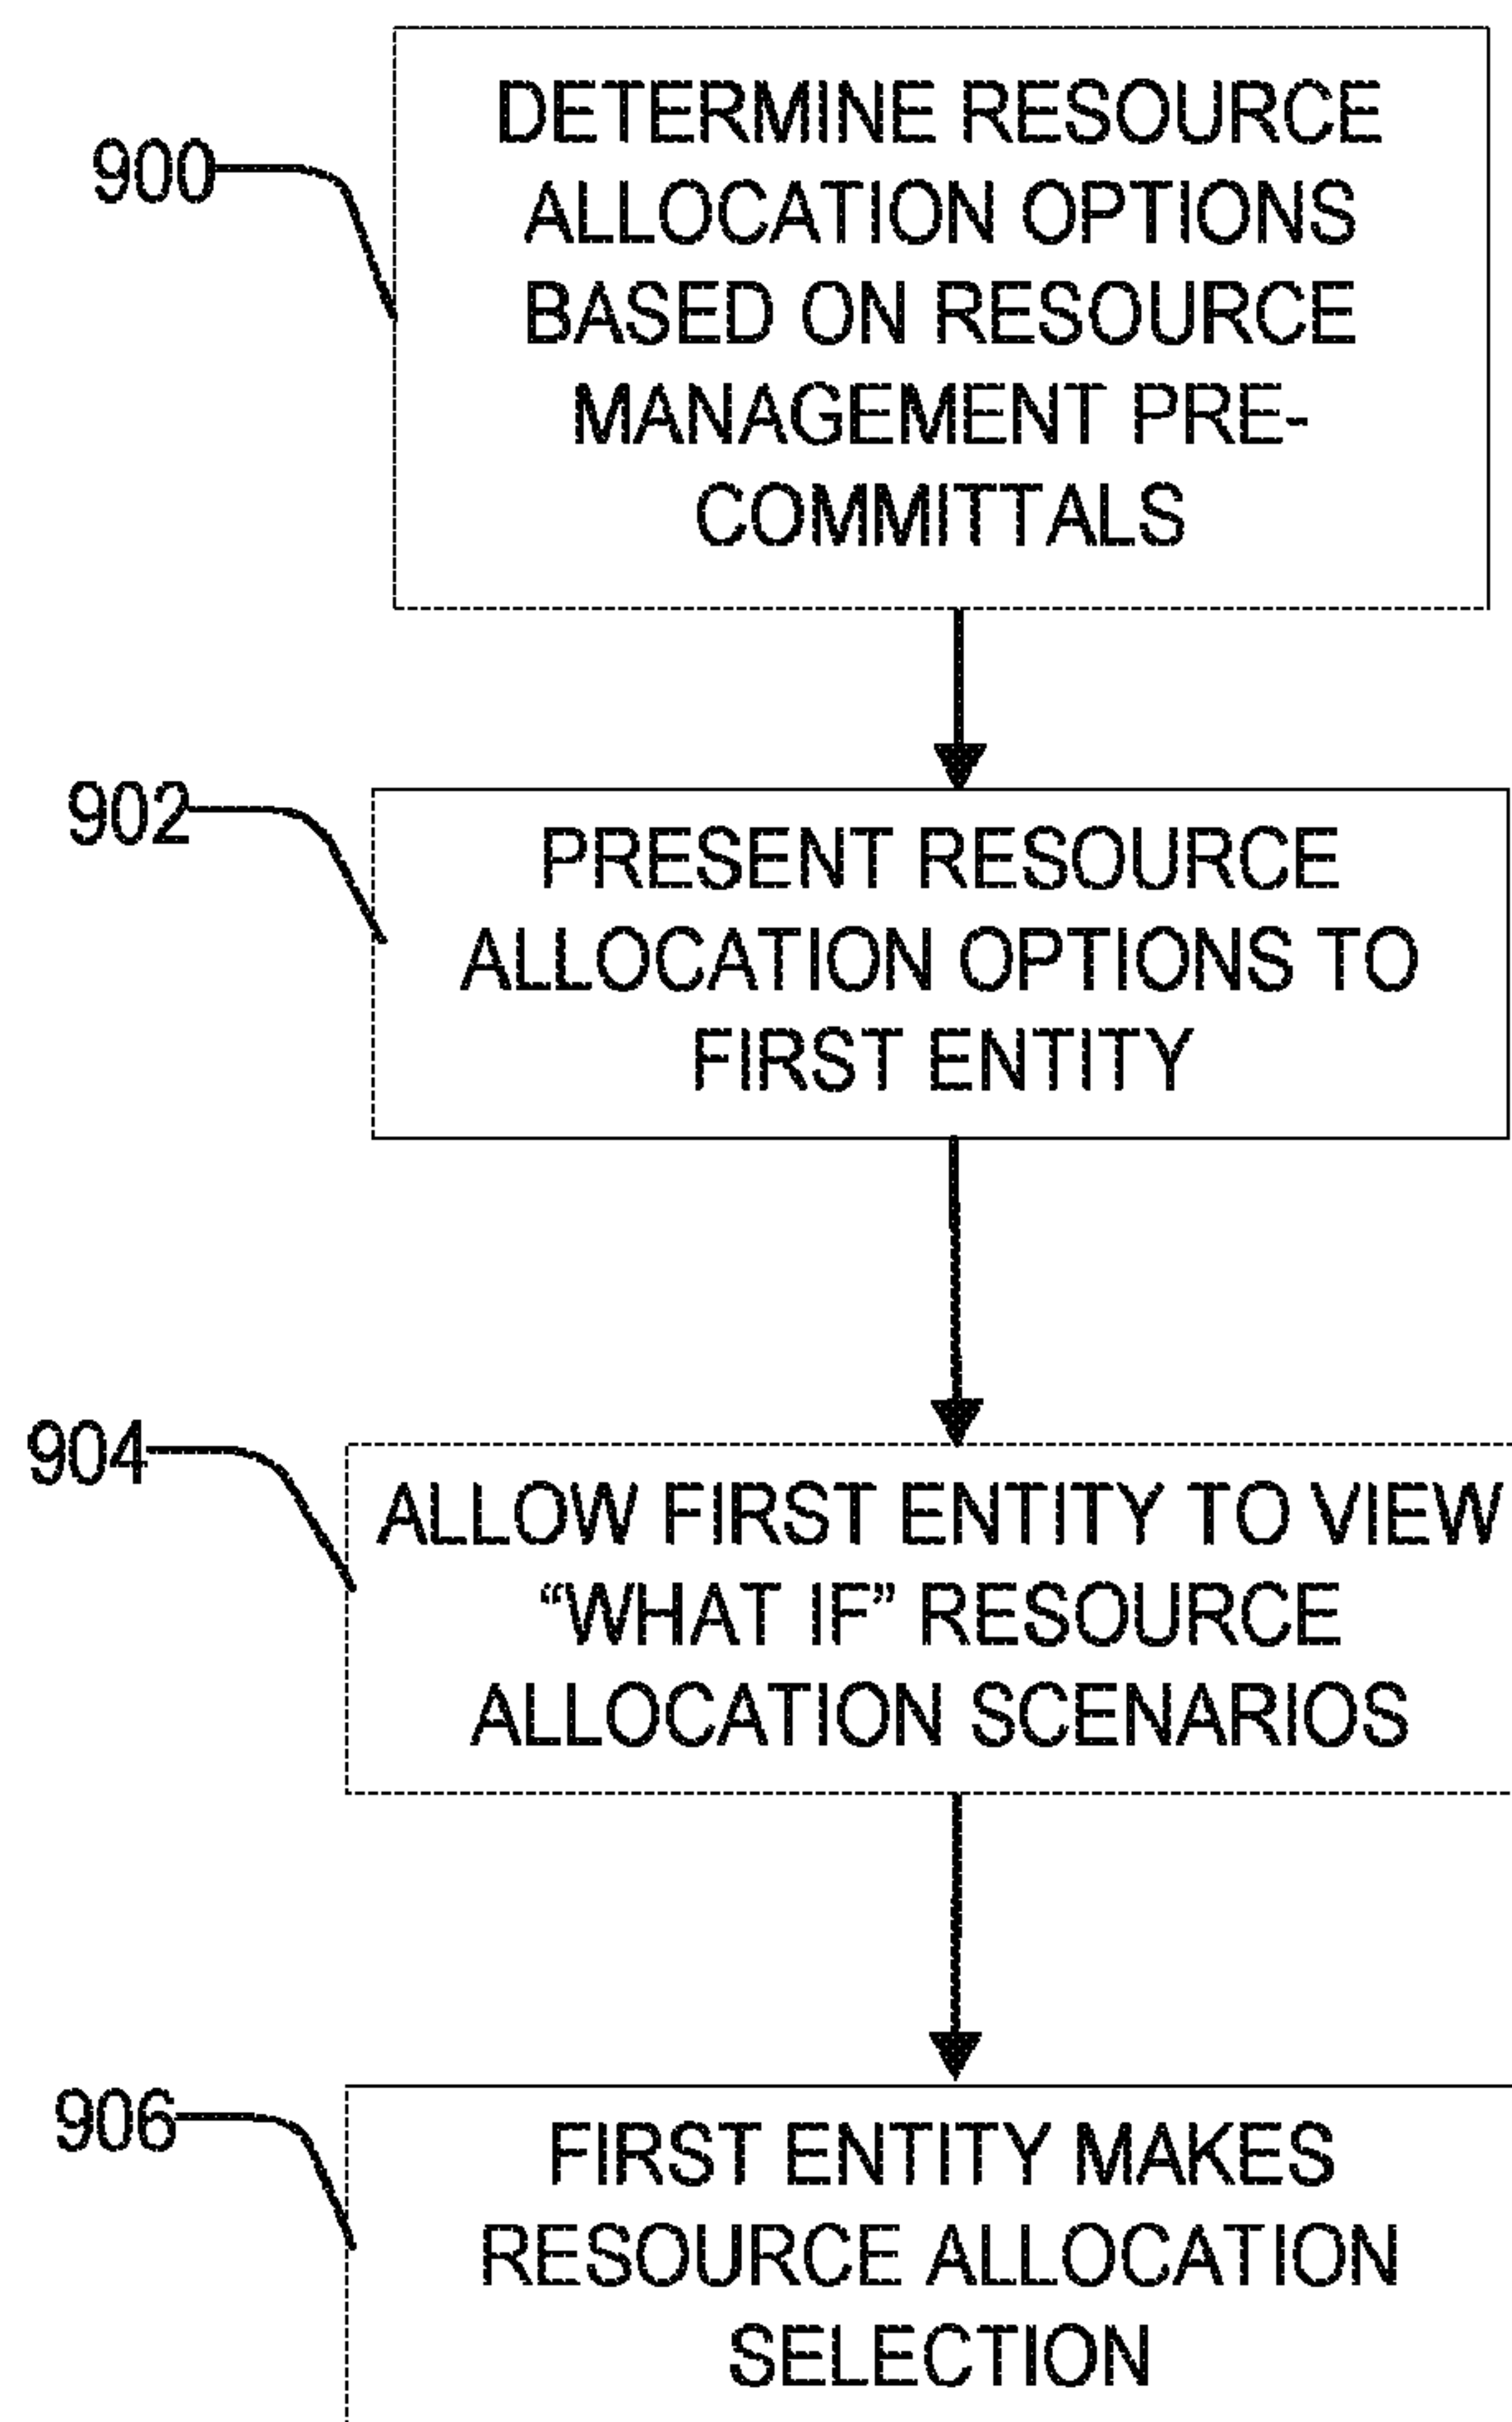 900
DETERMINE RESOURCE
ALLOCATION OPTIONS
BASED ON RESOURCE
MANAGEMENT PRE-
COMMITTALS
902
PRESENT RESOURCE
ALLOCATION OPTIONS TO
FIRST ENTITY
904
ALLOW FIRST ENTITY TO VIEW
“WHAT IF” RESOURCE
ALLOCATION SCENARIOS
906
FIRST ENTITY MAKES
RESOURCE ALLOCATION
SELECTION